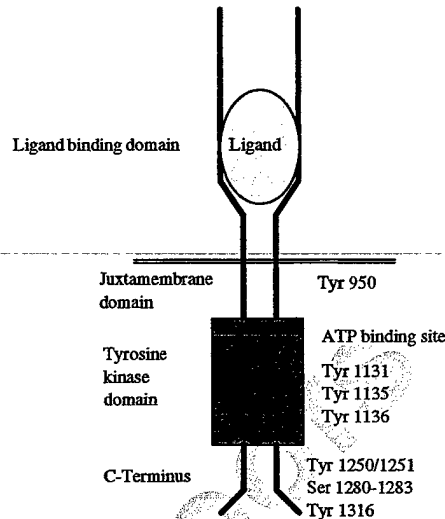 Ligand binding domain
Ligand
Juxtamembrane
domain
Tyr 950
Tyrosine
kinase
domain
ATP binding site
Tyr 1131
Tyr 1135
Tyr 1136
C-Terminus
Tyr 1250/1251
Ser 1280-1283
Tyr 1316